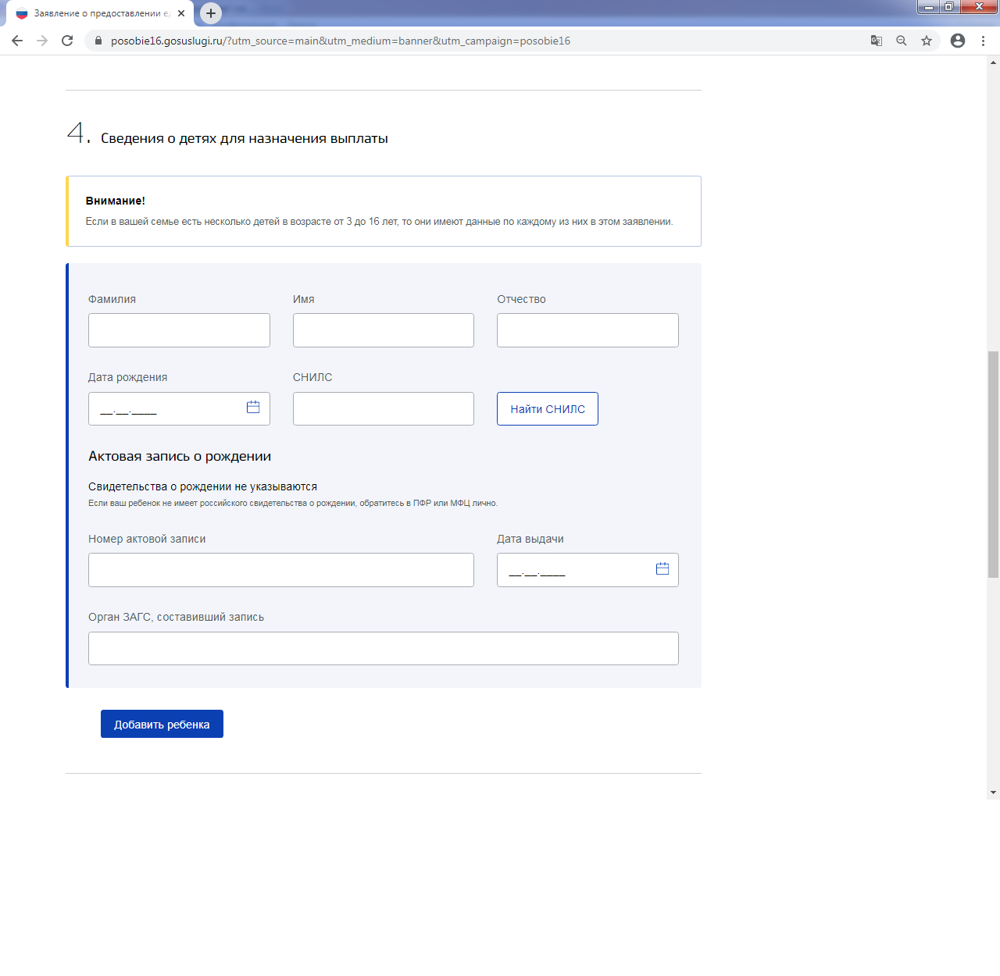 Заявление о предоставлении е
posobie16.gosuslugi.ru/?utm_source=main&utm_medium=banner&utm_campaign=posobie16
4. Сведения о детях для назначения выплаты
Внимание!
Если в вашей семье есть несколько детей в возрасте от 3 до 16 лет, то они имеют данные по каждому из них в этом заявлении.
Фамилия Имя Отчество
Дата рождения СНИЛС
__.__.____ Найти СНИЛС
Актовая запись о рождении
Свидетельства о рождении не указываются
Если ваш ребенок не имеет российского свидетельства о рождении, обратитесь в ПФР или МФЦ лично.
Номер актовой записи Дата выдачи
__.__.____
Орган ЗАГС, составивший запись
Добавить ребенка